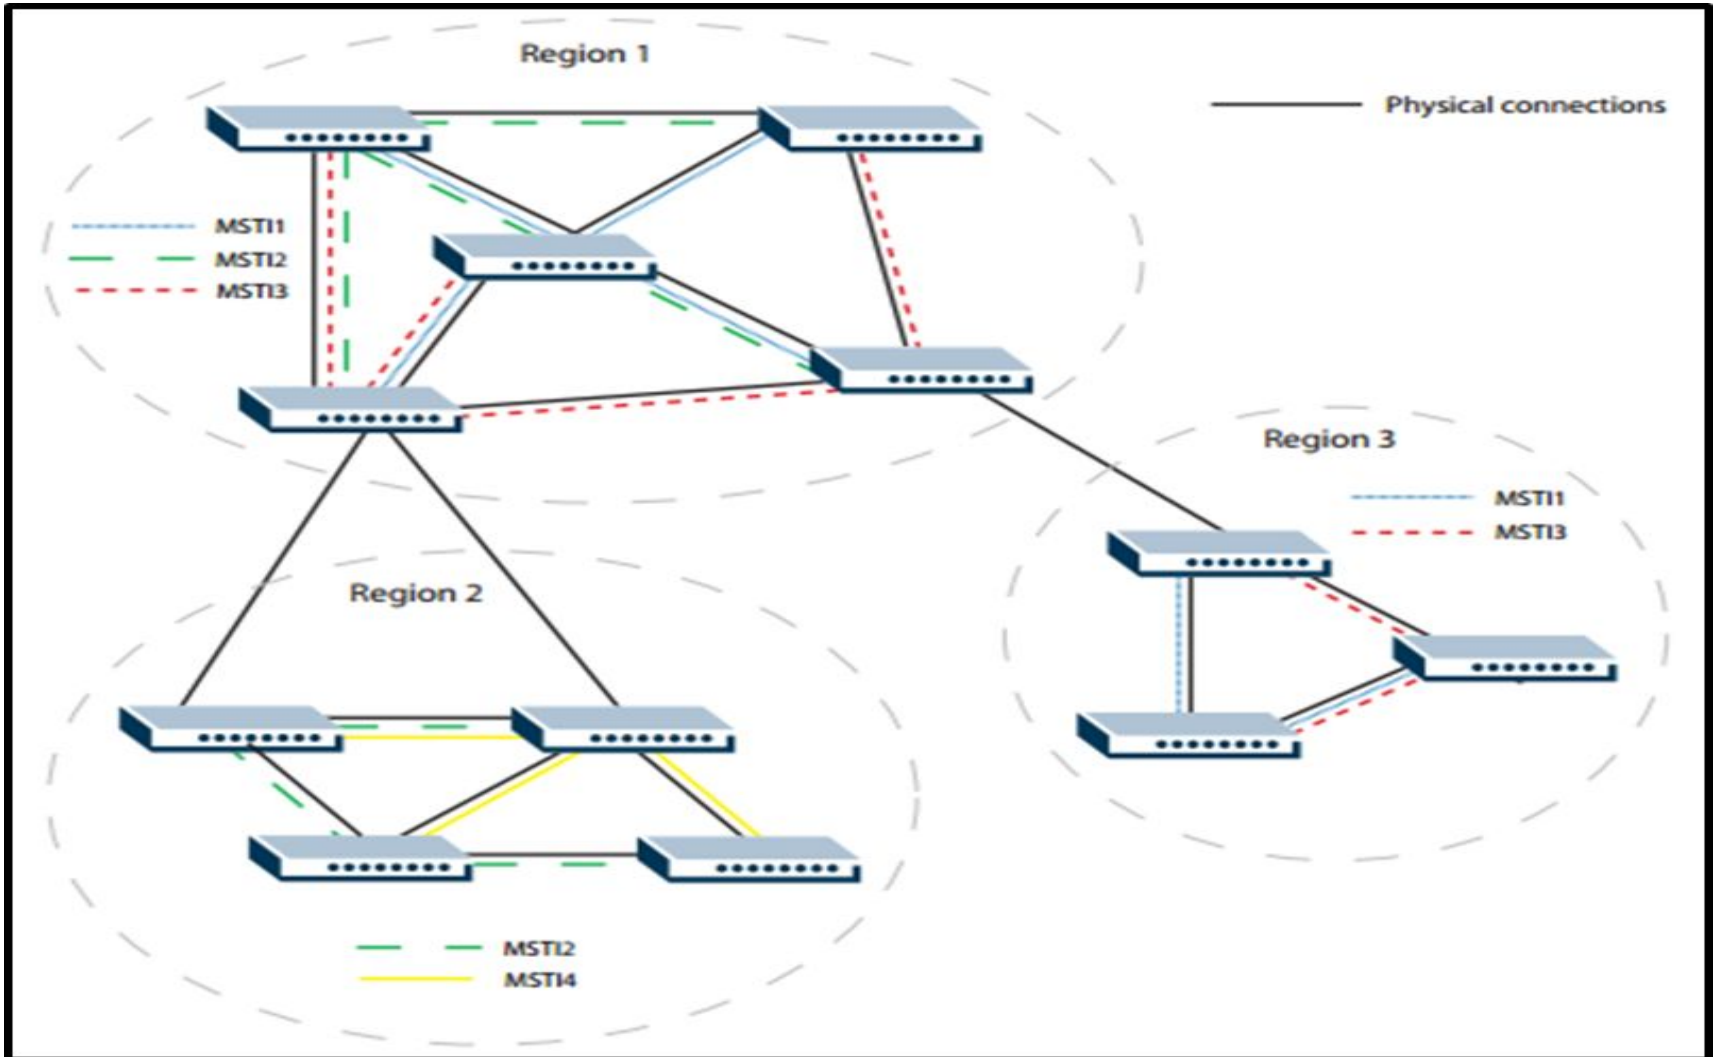 Region 1
Physical connections
MSTI1
MSTI2
MSTI3
Region 3
MSTI1
MSTI3
Region 2
MSTI2
MSTI4